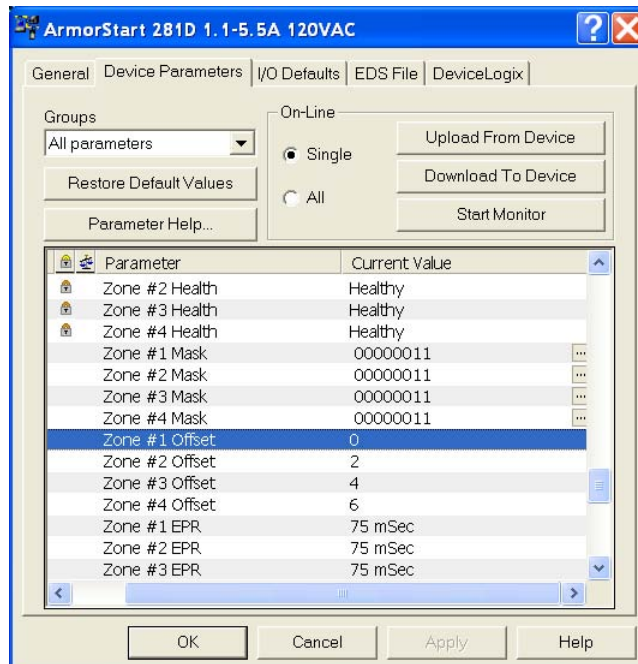 ArmorStart 281D 1.1-5.5A 120VAC
General Device Parameters I/O Defaults EDS File DeviceLogix
Groups
All parameters
Restore Default Values
Parameter Help...
On-Line
Single
All
Upload From Device
Download To Device
Start Monitor
Parameter Current Value
Zone #2 Health Healthy
Zone #3 Health Healthy
Zone #4 Health Healthy
Zone #1 Mask 00000011 ...
Zone #2 Mask 00000011 ...
Zone #3 Mask 00000011 ...
Zone #4 Mask 00000011 ...
Zone #1 Offset 0
Zone #2 Offset 2
Zone #3 Offset 4
Zone #4 Offset 6
Zone #1 EPR 75 mSec
Zone #2 EPR 75 mSec
Zone #3 EPR 75 mSec
OK Cancel Apply Help